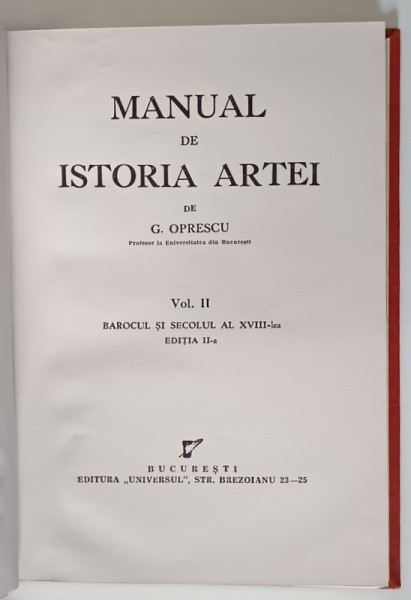 MANUAL
DE
ISTORIA ARTEI
DE
G. OPRESCU
Profesor la Universitatea din București
Vol. II
BAROCUL ȘI SECOLUL AL XVIII-lea
EDIȚIA II-a
BUCUREȘTI
EDITURA „UNIVERSUL", STR. BREZOIANU 23—25